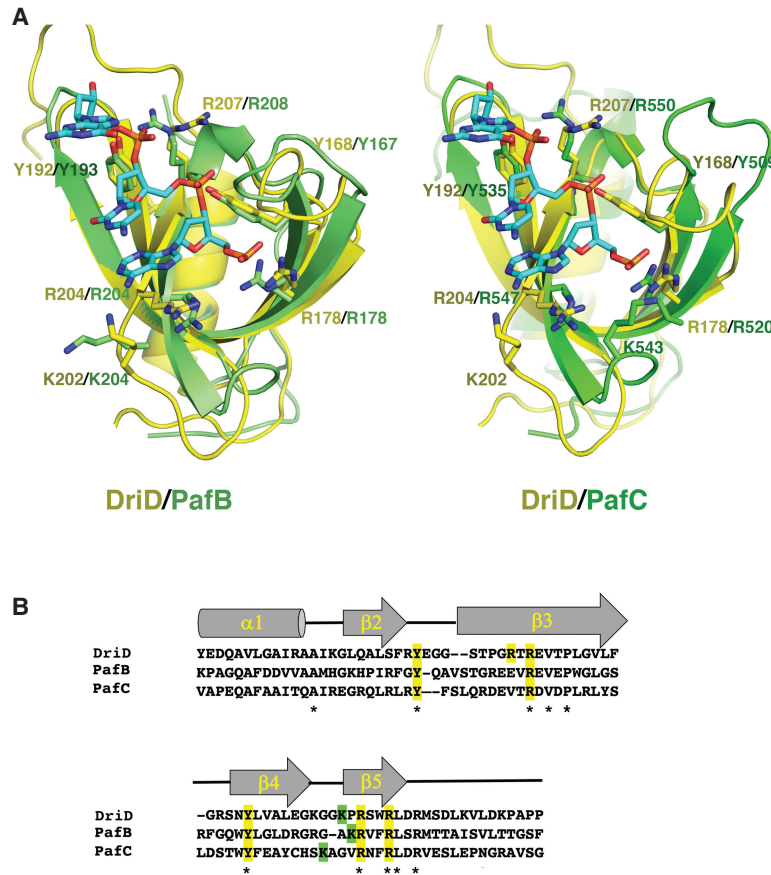 A
R207/R208
Y168/Y167
Y192/Y193
R204/R204
R178/R178
K202/K204
DriD/PafB
R207/R550
Y168/Y509
Y192/Y535
R204/R547
R178/R520
K543
K202
DriD/PafC
B
α1 β2 β3
DriD YEDQAVLGAIRAAIKGLQALSFRYEGG--STPGRTREVTPLGVLF
PafB KPAGQAFDDVVAAMHGKHPIRFGY-QAVSTGREEVREVEPWGLGS
PafC VAPEQAFAAITQAIREGRQLRLRY--FSLQRDEVTRDVDPLRLYS
* * * * *
β4 β5
DriD -GRSNYLVALEGKGGKPRSWRLDRMSDLKVLDKPAPP
PafB RFGQWYLGLDRGRG-AKRVFRLSRMTTAISVLTTGSF
PafC LDSTWYFEAYCHSKAGVRNFRLDRVESLEPNGRAVSG
* * ** *